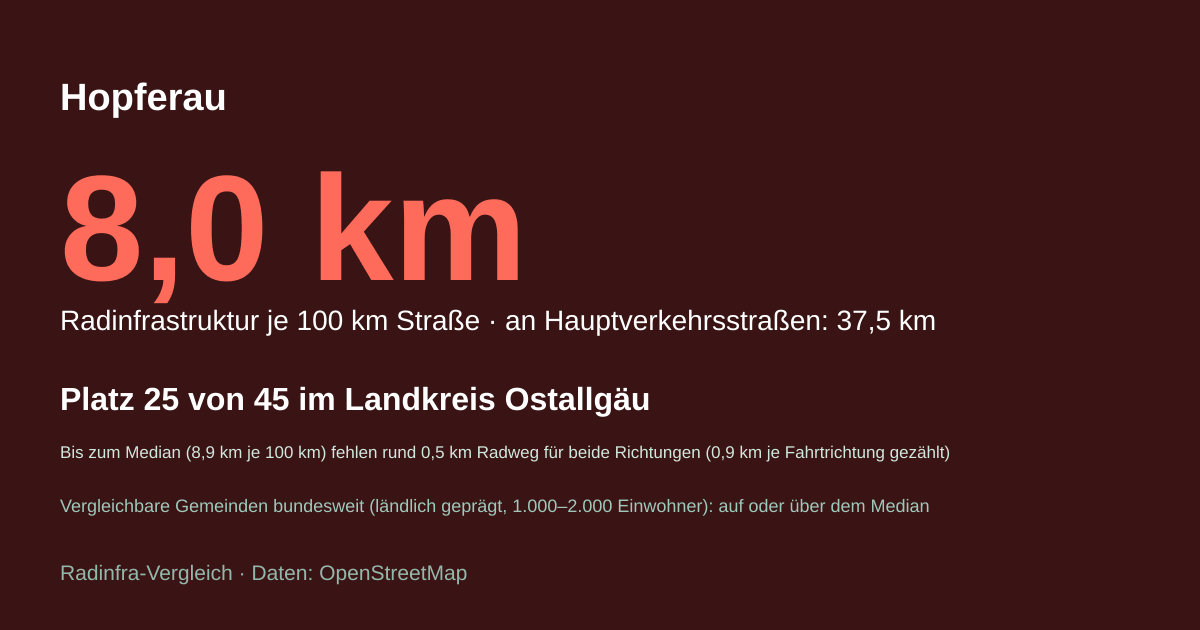 Hopferau
8,0 km
Radinfrastruktur je 100 km Straße · an Hauptverkehrsstraßen: 37,5 km
Platz 25 von 45 im Landkreis Ostallgäu
Bis zum Median (8,9 km je 100 km) fehlen rund 0,5 km Radweg für beide Richtungen (0,9 km je Fahrtrichtung gezählt)
Vergleichbare Gemeinden bundesweit (ländlich geprägt, 1.000–2.000 Einwohner): auf oder über dem Median
Radinfra-Vergleich · Daten: OpenStreetMap